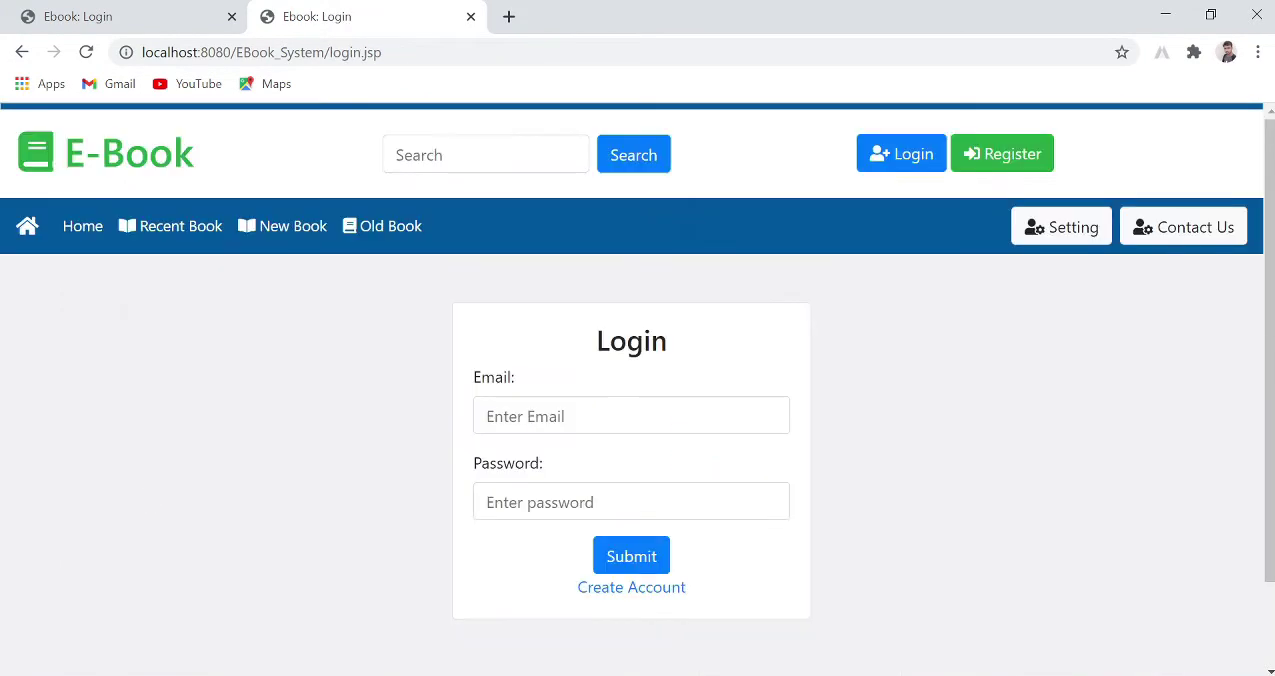 Ebook: Login
Ebook: Login
localhost:8080/EBook_System/login.jsp
Apps Gmail YouTube Maps
E-Book
Search
Search
Login
Register
Home Recent Book New Book Old Book
Setting
Contact Us
Login
Email:
Enter Email
Password:
Enter password
Submit
Create Account